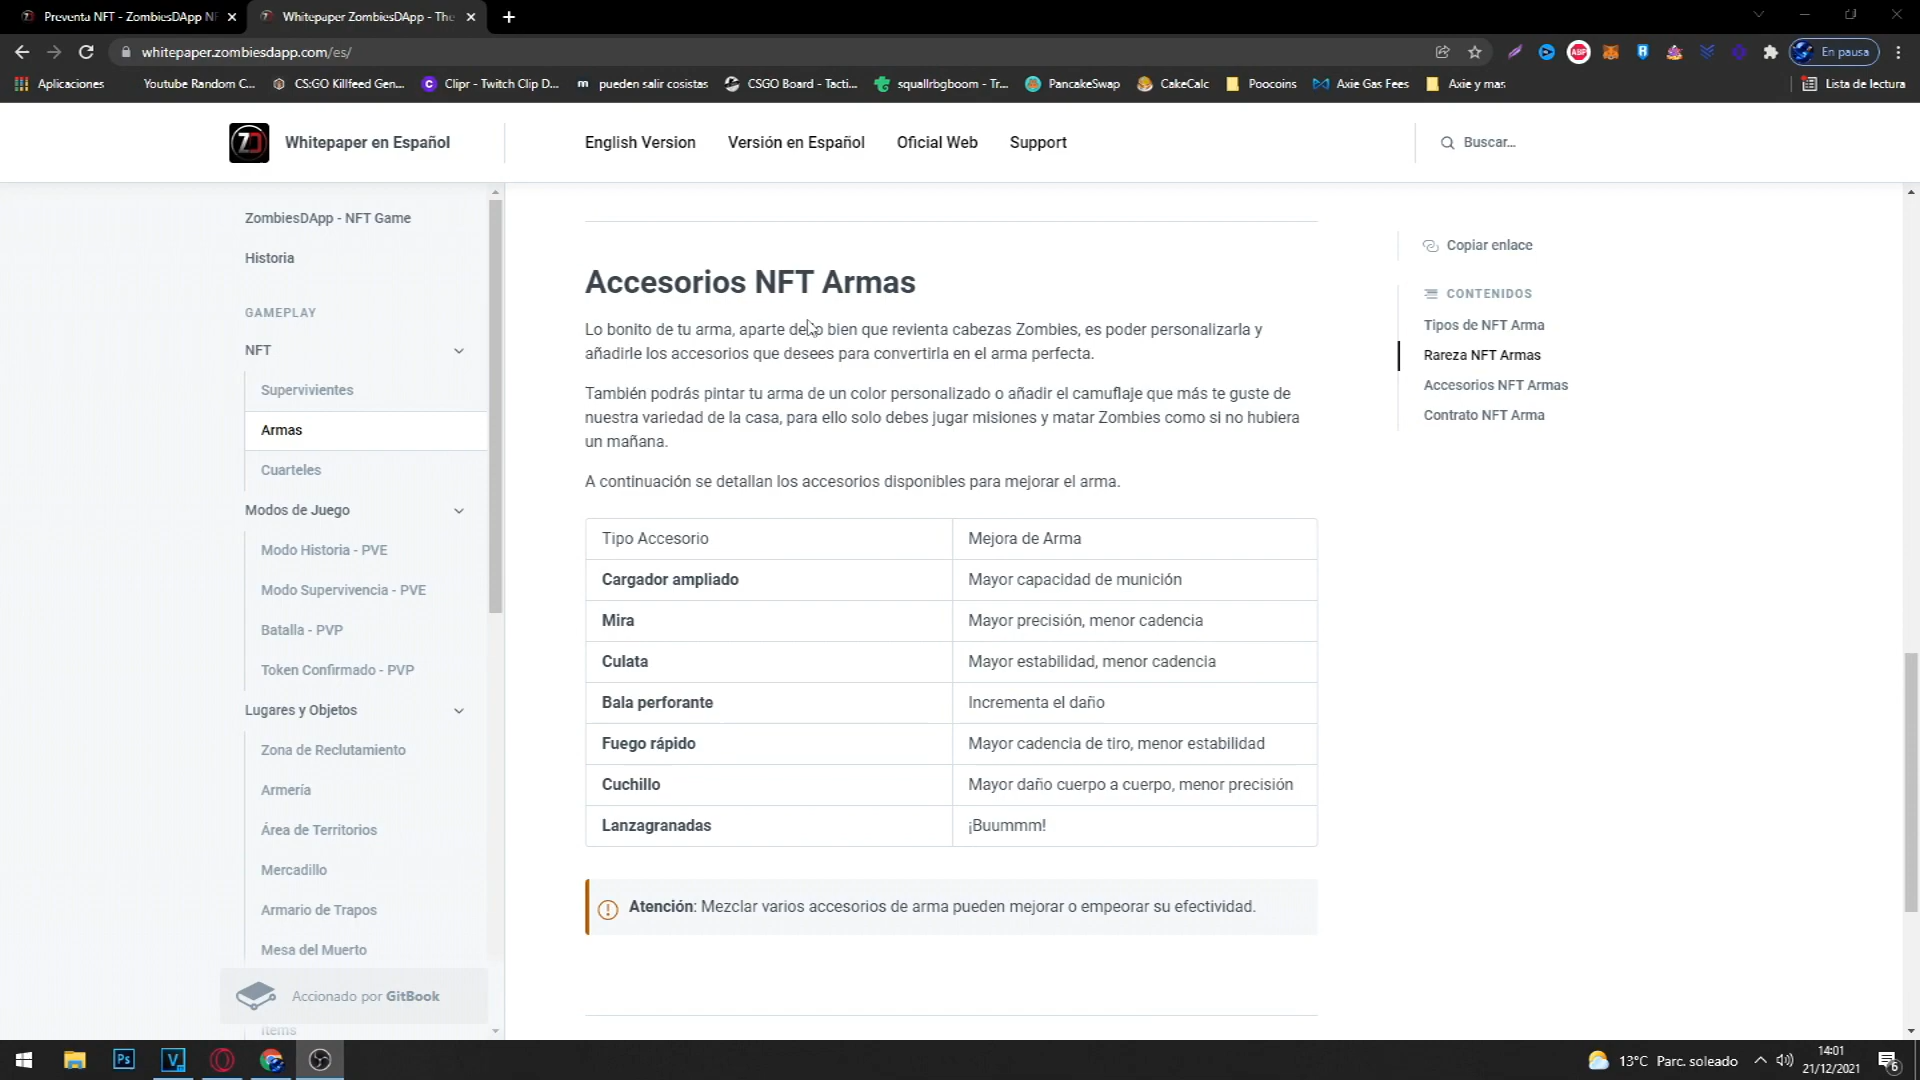 Preventa NFT - ZombiesDApp NF
Whitepaper ZombiesDApp - The
whitepaper.zombiesdapp.com/es/
En pausa
Aplicaciones
Youtube Random C...
CS:GO Killfeed Gen...
Clipr - Twitch Clip D...
pueden salir cosistas
CSGO Board - Tacti...
squallrbgboom - Tr...
PancakeSwap
CakeCalc
Poocoins
Axie Gas Fees
Axie y mas
Lista de lectura
Whitepaper en Español
English Version
Versión en Español
Oficial Web
Support
Buscar...
ZombiesDApp - NFT Game
Historia
GAMEPLAY
NFT
Supervivientes
Armas
Cuarteles
Modos de Juego
Modo Historia - PVE
Modo Supervivencia - PVE
Batalla - PVP
Token Confirmado - PVP
Lugares y Objetos
Zona de Reclutamiento
Armería
Área de Territorios
Mercadillo
Armario de Trapos
Mesa del Muerto
Items
Accionado por GitBook
Accesorios NFT Armas
Lo bonito de tu arma, aparte de lo bien que revienta cabezas Zombies, es poder personalizarla y
añadirle los accesorios que desees para convertirla en el arma perfecta.
También podrás pintar tu arma de un color personalizado o añadir el camuflaje que más te guste de
nuestra variedad de la casa, para ello solo debes jugar misiones y matar Zombies como si no hubiera
un mañana.
A continuación se detallan los accesorios disponibles para mejorar el arma.
Tipo Accesorio Mejora de Arma
Cargador ampliado Mayor capacidad de munición
Mira Mayor precisión, menor cadencia
Culata Mayor estabilidad, menor cadencia
Bala perforante Incrementa el daño
Fuego rápido Mayor cadencia de tiro, menor estabilidad
Cuchillo Mayor daño cuerpo a cuerpo, menor precisión
Lanzagranadas ¡Buummm!
Atención: Mezclar varios accesorios de arma pueden mejorar o empeorar su efectividad.
Copiar enlace
CONTENIDOS
Tipos de NFT Arma
Rareza NFT Armas
Accesorios NFT Armas
Contrato NFT Arma
13°C Parc. soleado
14:01
21/12/2021
6